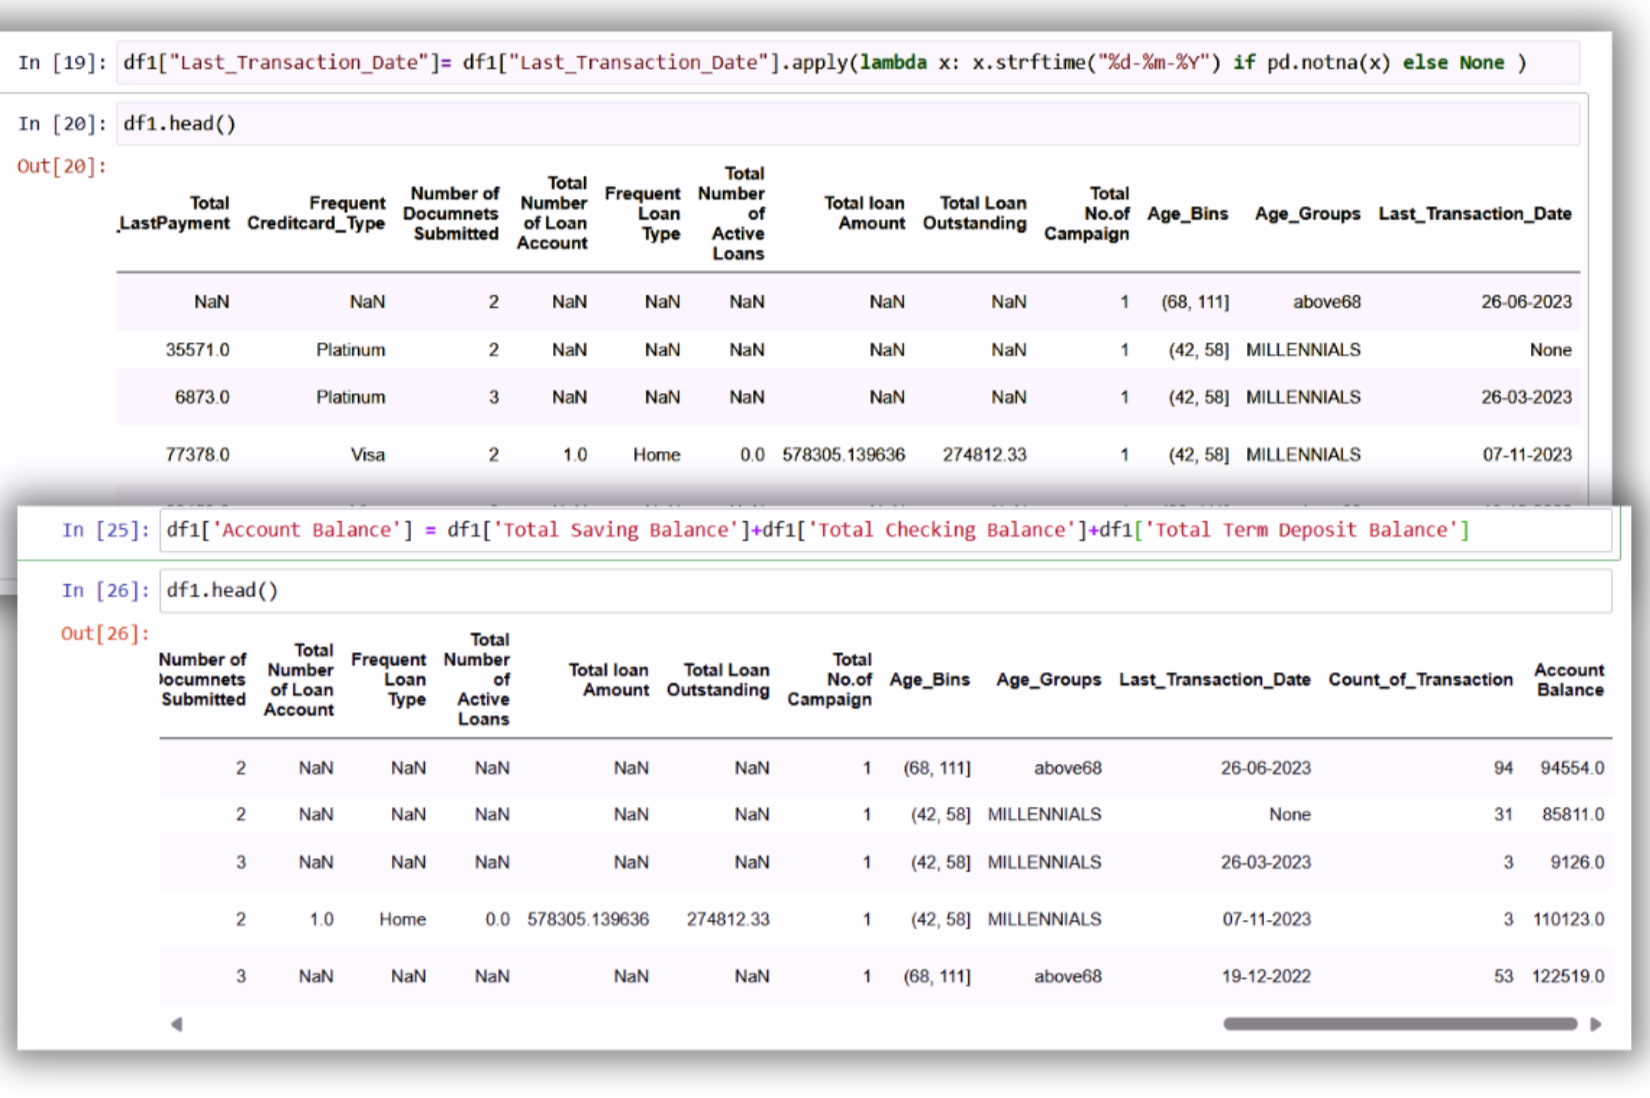 In [19]: df1["Last_Transaction_Date"]= df1["Last_Transaction_Date"].apply(lambda x: x.strftime("%d-%m-%Y") if pd.notna(x) else None )
In [20]: df1.head()
Out[20]:
Total _LastPayment Frequent Creditcard_Type Number of Documnets Submitted Total Number of Loan Account Frequent Loan Type Total Number of Active Loans Total loan Amount Total Loan Outstanding Total No.of Campaign Age_Bins Age_Groups Last_Transaction_Date
NaN NaN 2 NaN NaN NaN NaN NaN 1 (68, 111] above68 26-06-2023
35571.0 Platinum 2 NaN NaN NaN NaN NaN 1 (42, 58] MILLENNIALS None
6873.0 Platinum 3 NaN NaN NaN NaN NaN 1 (42, 58] MILLENNIALS 26-03-2023
77378.0 Visa 2 1.0 Home 0.0 578305.139636 274812.33 1 (42, 58] MILLENNIALS 07-11-2023
In [25]: df1['Account Balance'] = df1['Total Saving Balance']+df1['Total Checking Balance']+df1['Total Term Deposit Balance']
In [26]: df1.head()
Out[26]:
Number of ocumnets Submitted Total Number of Loan Account Frequent Loan Type Total Number of Active Loans Total loan Amount Total Loan Outstanding Total No.of Campaign Age_Bins Age_Groups Last_Transaction_Date Count_of_Transaction Account Balance
2 NaN NaN NaN NaN NaN 1 (68, 111] above68 26-06-2023 94 94554.0
2 NaN NaN NaN NaN NaN 1 (42, 58] MILLENNIALS None 31 85811.0
3 NaN NaN NaN NaN NaN 1 (42, 58] MILLENNIALS 26-03-2023 3 9126.0
2 1.0 Home 0.0 578305.139636 274812.33 1 (42, 58] MILLENNIALS 07-11-2023 3 110123.0
3 NaN NaN NaN NaN NaN 1 (68, 111] above68 19-12-2022 53 122519.0